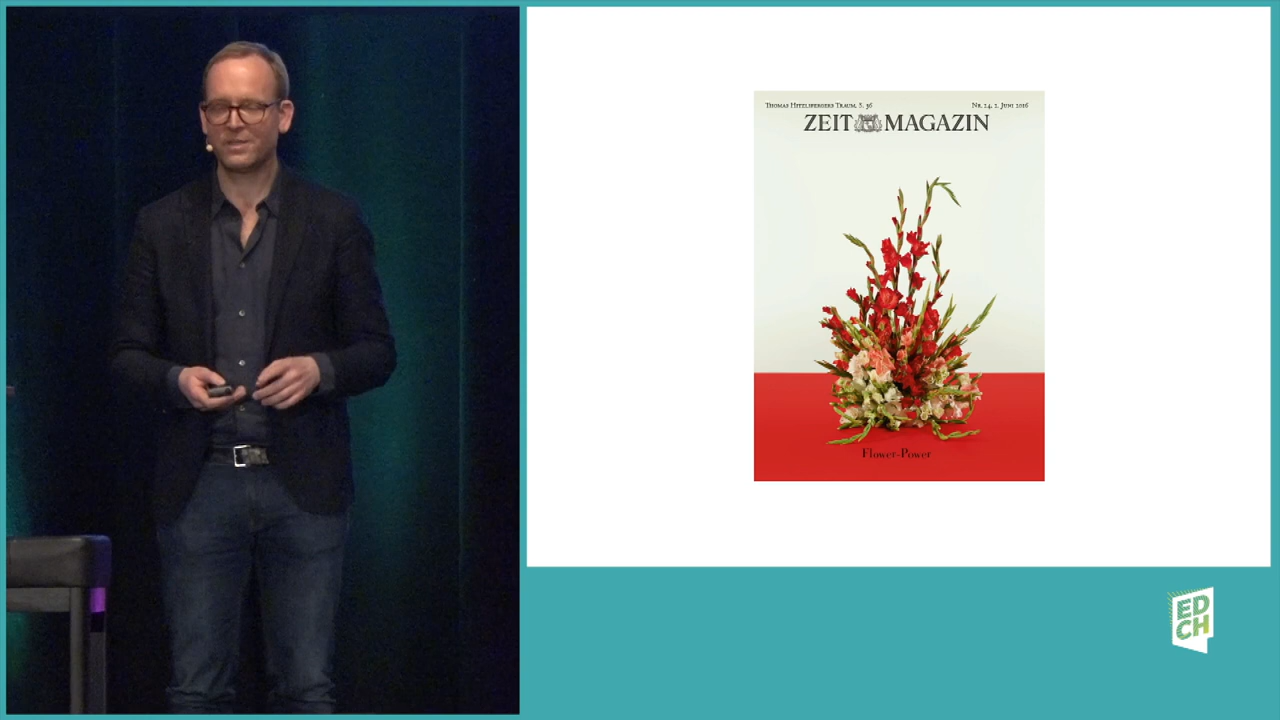 Thomas Hitzlspergers Traum, S. 36
Nr. 24, 2. Juni 2016
ZEIT MAGAZIN
Flower-Power
ED
CH